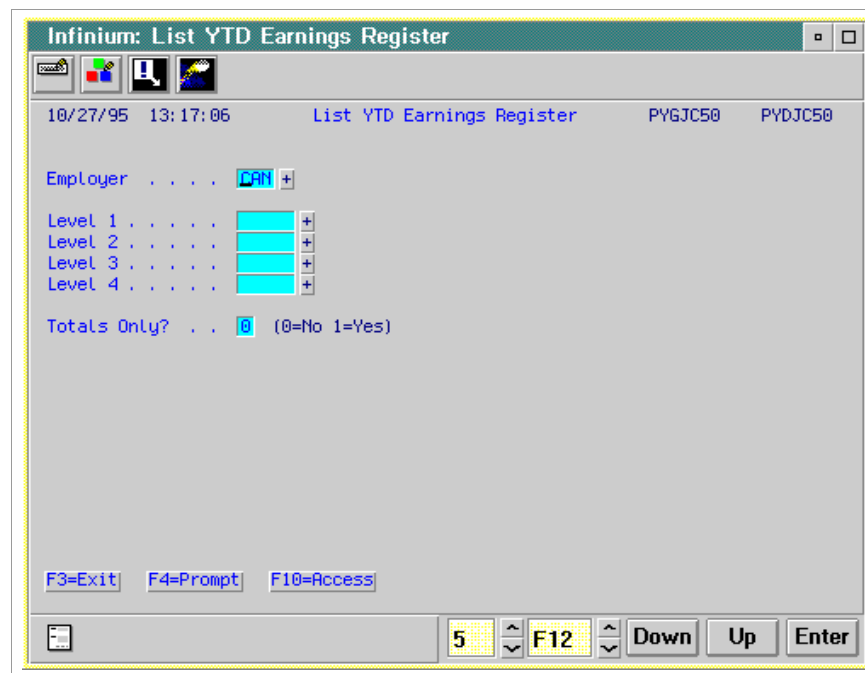 Infinium: List YTD Earnings Register
10/27/95 13:17:06 List YTD Earnings Register PYGJC50 PYDJC50
Employer . . . . CAN +
Level 1 . . . . . +
Level 2 . . . . . +
Level 3 . . . . . +
Level 4 . . . . . +
Totals Only? . . 0 (0=No 1=Yes)
F3=Exit F4=Prompt F10=Access
5 F12 Down Up Enter